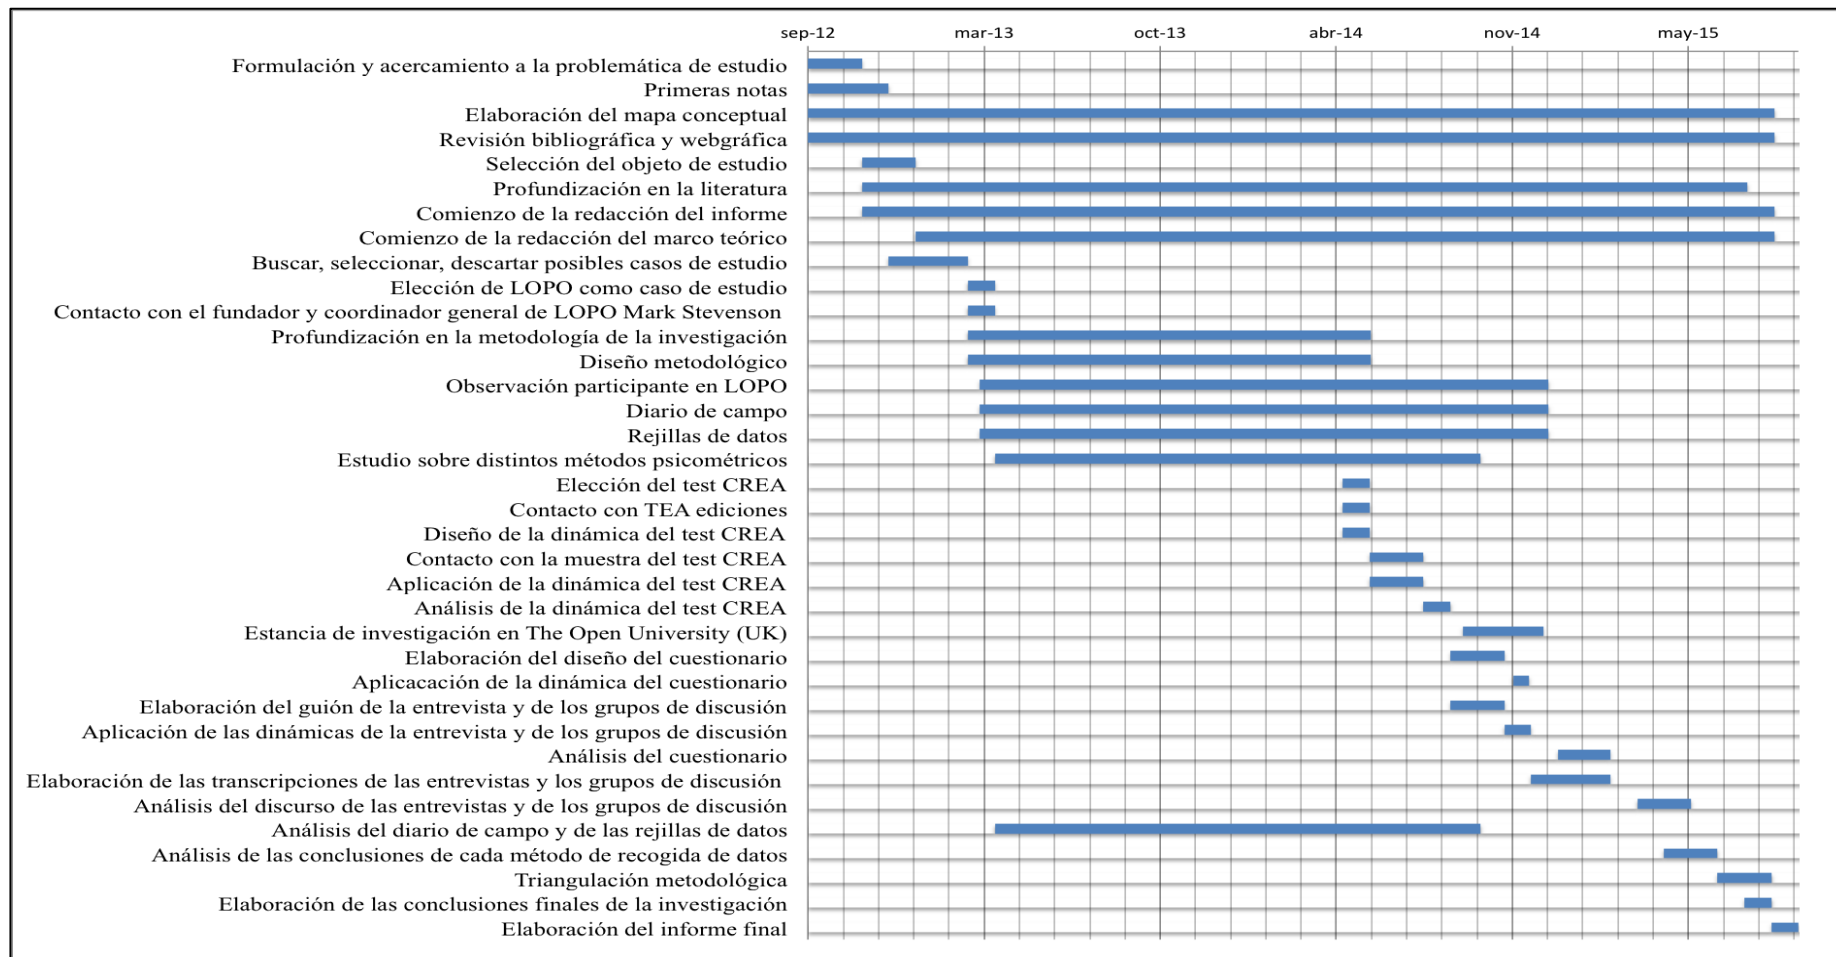 sep-12 mar-13 oct-13 abr-14 nov-14 may-15
Formulación y acercamiento a la problemática de estudio
Primeras notas
Elaboración del mapa conceptual
Revisión bibliográfica y webgráfica
Selección del objeto de estudio
Profundización en la literatura
Comienzo de la redacción del informe
Comienzo de la redacción del marco teórico
Buscar, seleccionar, descartar posibles casos de estudio
Elección de LOPO como caso de estudio
Contacto con el fundador y coordinador general de LOPO Mark Stevenson
Profundización en la metodología de la investigación
Diseño metodológico
Observación participante en LOPO
Diario de campo
Rejillas de datos
Estudio sobre distintos métodos psicométricos
Elección del test CREA
Contacto con TEA ediciones
Diseño de la dinámica del test CREA
Contacto con la muestra del test CREA
Aplicación de la dinámica del test CREA
Análisis de la dinámica del test CREA
Estancia de investigación en The Open University (UK)
Elaboración del diseño del cuestionario
Aplicacación de la dinámica del cuestionario
Elaboración del guión de la entrevista y de los grupos de discusión
Aplicación de las dinámicas de la entrevista y de los grupos de discusión
Análisis del cuestionario
Elaboración de las transcripciones de las entrevistas y los grupos de discusión
Análisis del discurso de las entrevistas y de los grupos de discusión
Análisis del diario de campo y de las rejillas de datos
Análisis de las conclusiones de cada método de recogida de datos
Triangulación metodológica
Elaboración de las conclusiones finales de la investigación
Elaboración del informe final